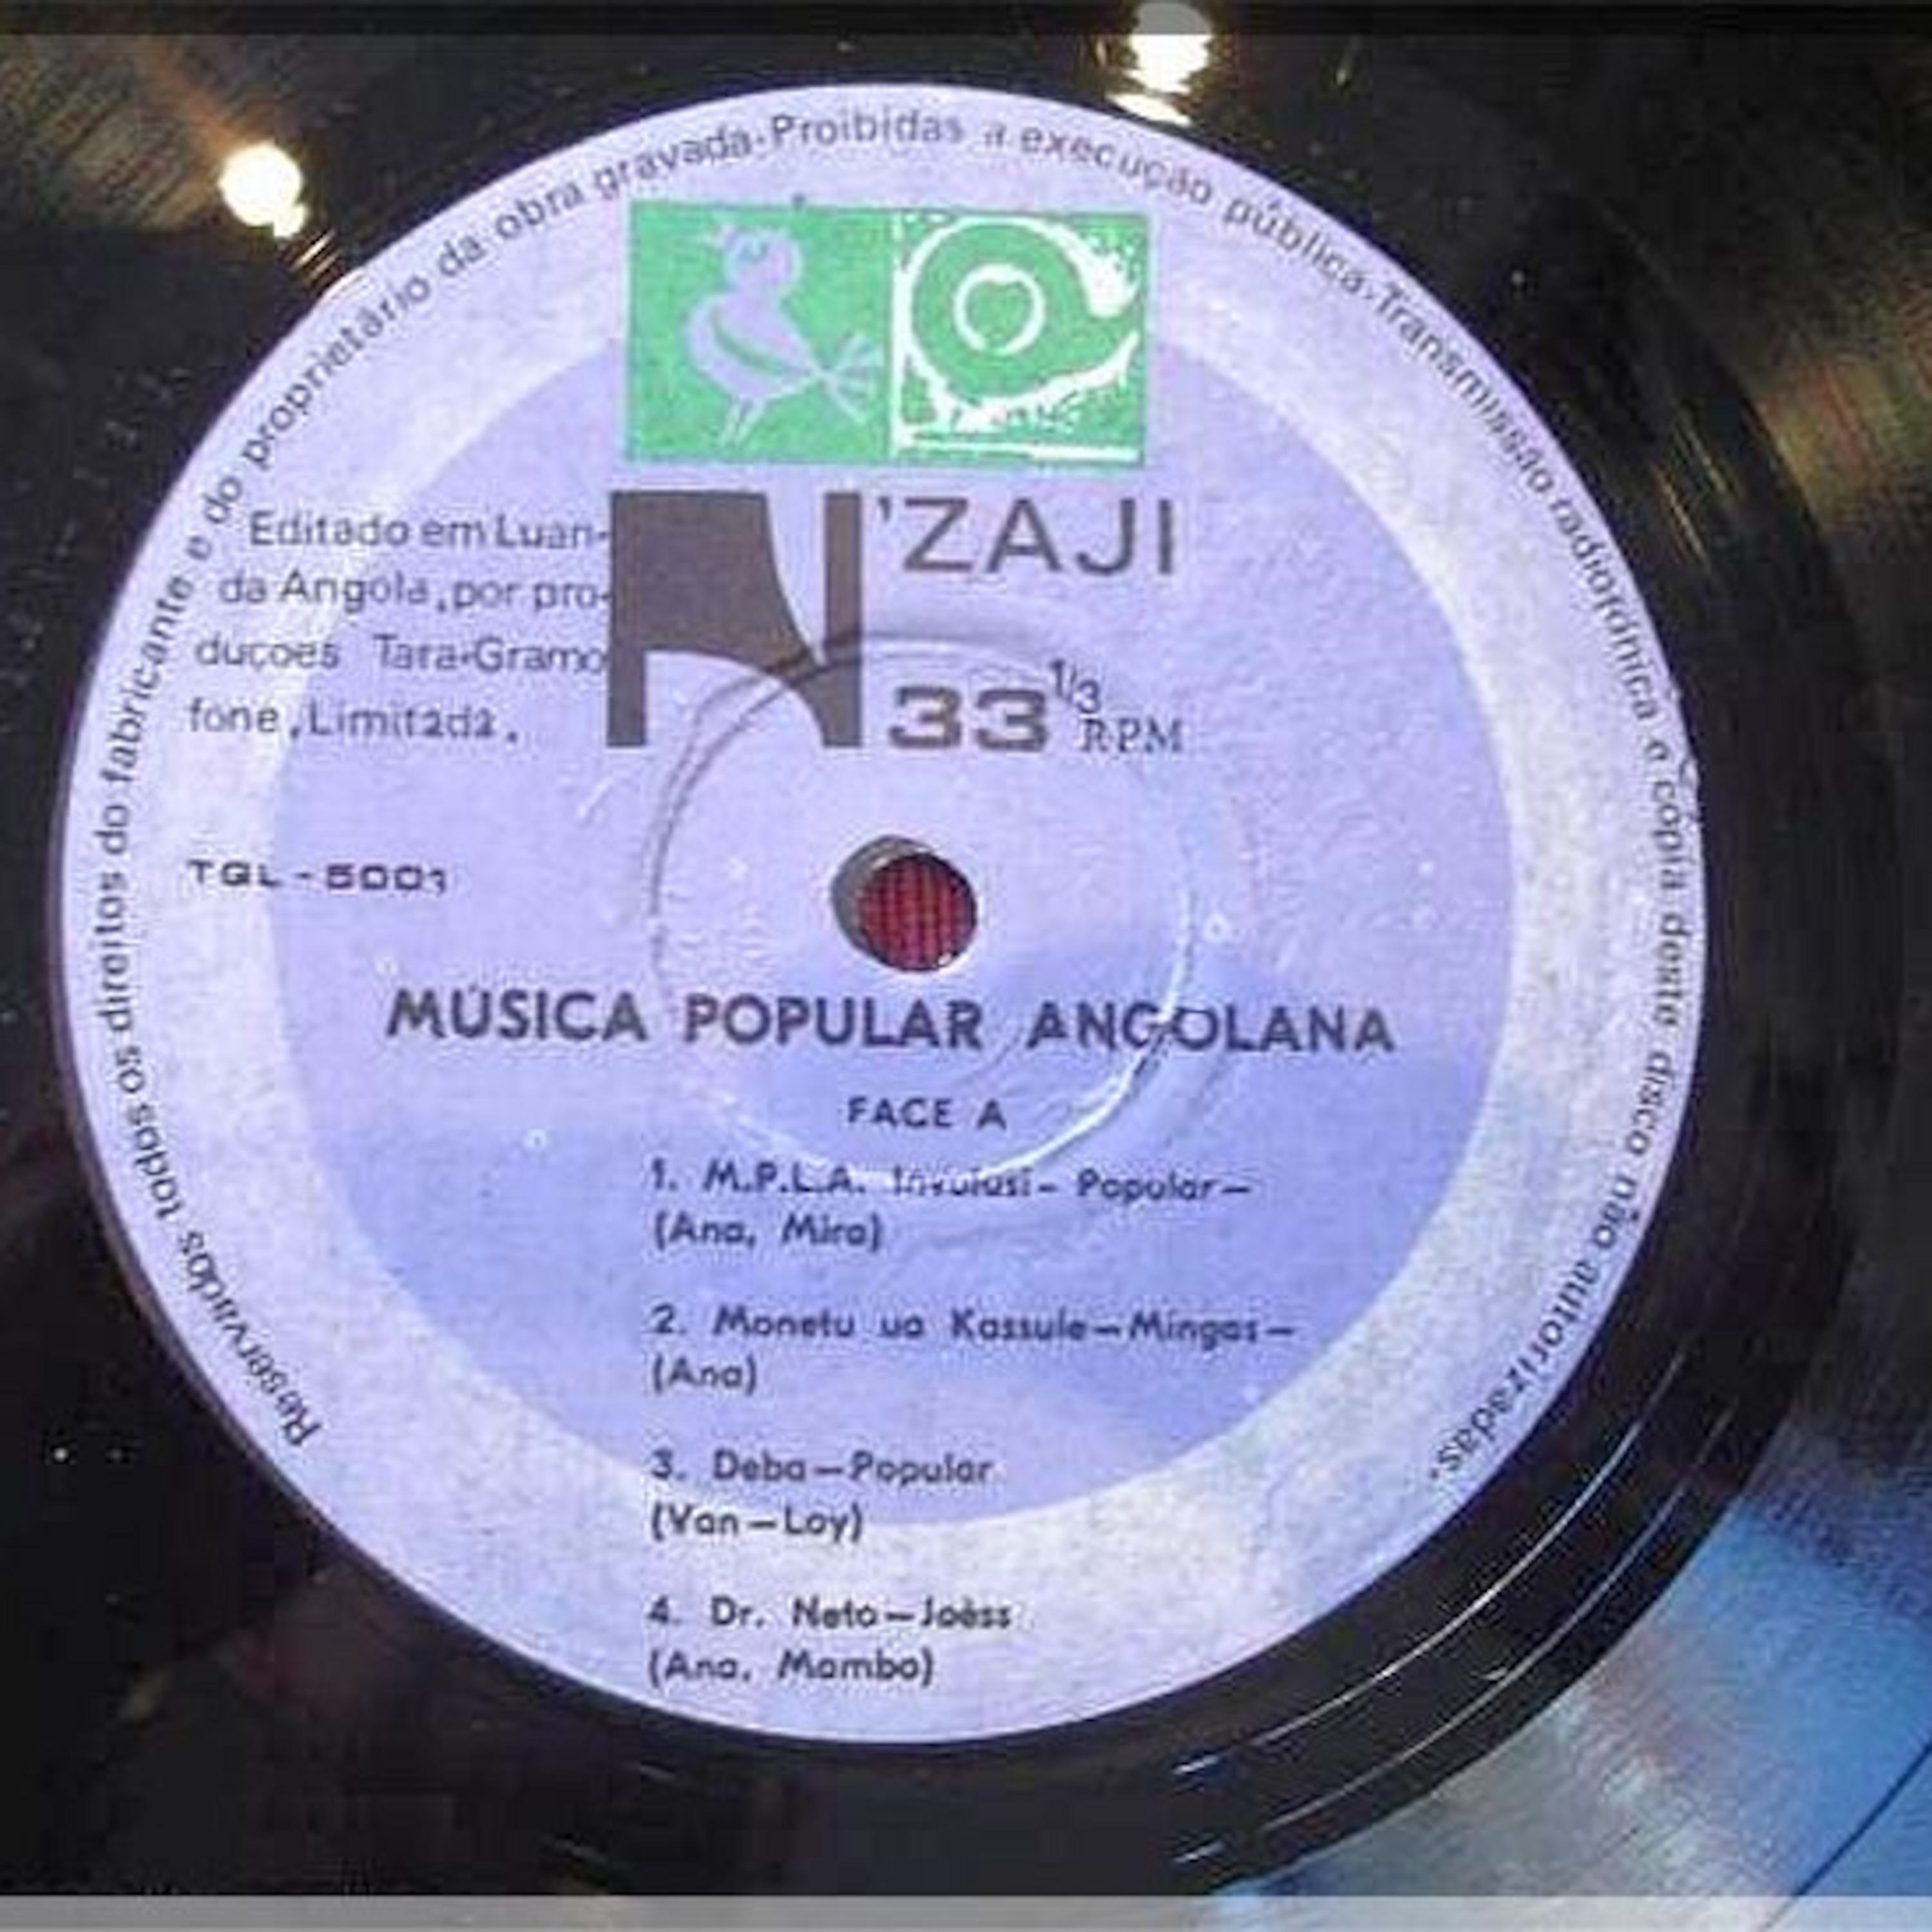 Reservados todos os direitos do fabricante e do proprietário da obra gravada·Proibidas a execução pública·Transmissão radiofónica e cópia deste disco não autorizadas.
N'ZAJI
Editado em Luan-
da Angola, por pro-
duçoes Tara-Gramo
fone, Limitada.
33 1/3
RPM
TGL-5001
MÚSICA POPULAR ANGOLANA
FACE A
1. M.P.L.A. - Popular-
(Ana, Mira)
2. Monetu ua Kassule-Mingas-
(Ana)
3. Deba-Popular
(Van-Loy)
4. Dr. Neto-Joèss
(Ana, Mambo)